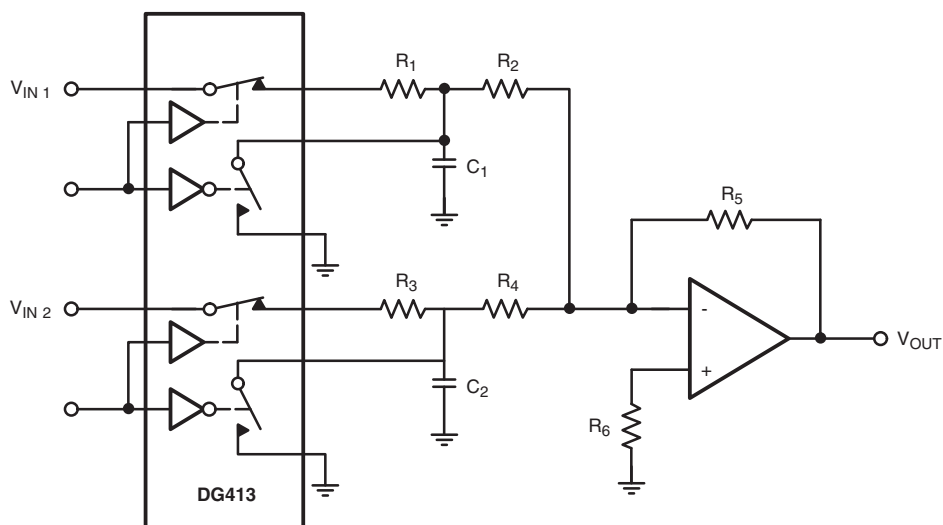 V_IN 1
R_1
R_2
C_1
V_IN 2
R_3
R_4
R_5
C_2
-
+
V_OUT
R_6
DG413